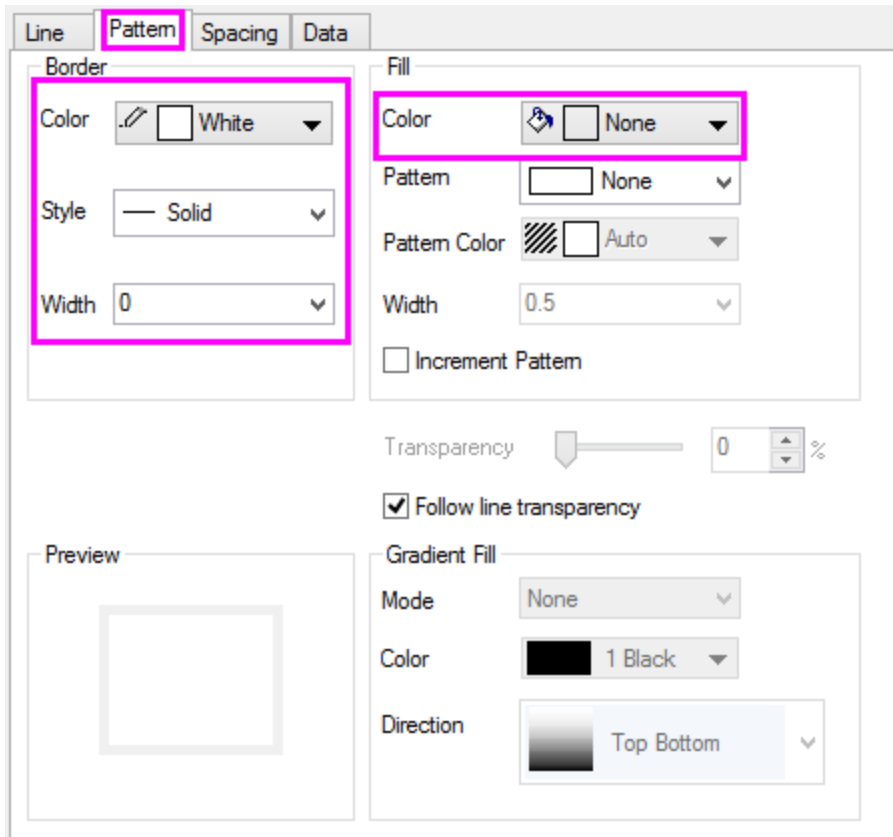 Line Pattern Spacing Data
Border
Color White
Style Solid
Width 0
Fill
Color None
Pattern None
Pattern Color Auto
Width 0.5
Increment Pattern
Transparency 0 %
Follow line transparency
Preview
Gradient Fill
Mode None
Color 1 Black
Direction Top Bottom